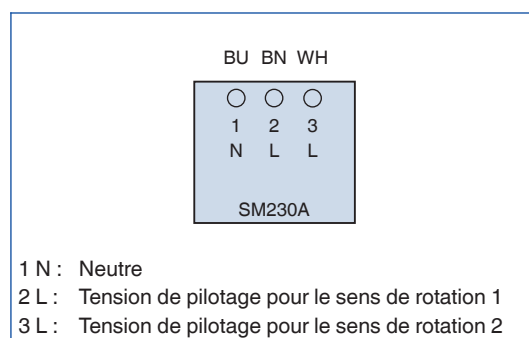 BU BN WH
1 2 3
N L L
SM230A
1 N : Neutre
2 L : Tension de pilotage pour le sens de rotation 1
3 L : Tension de pilotage pour le sens de rotation 2